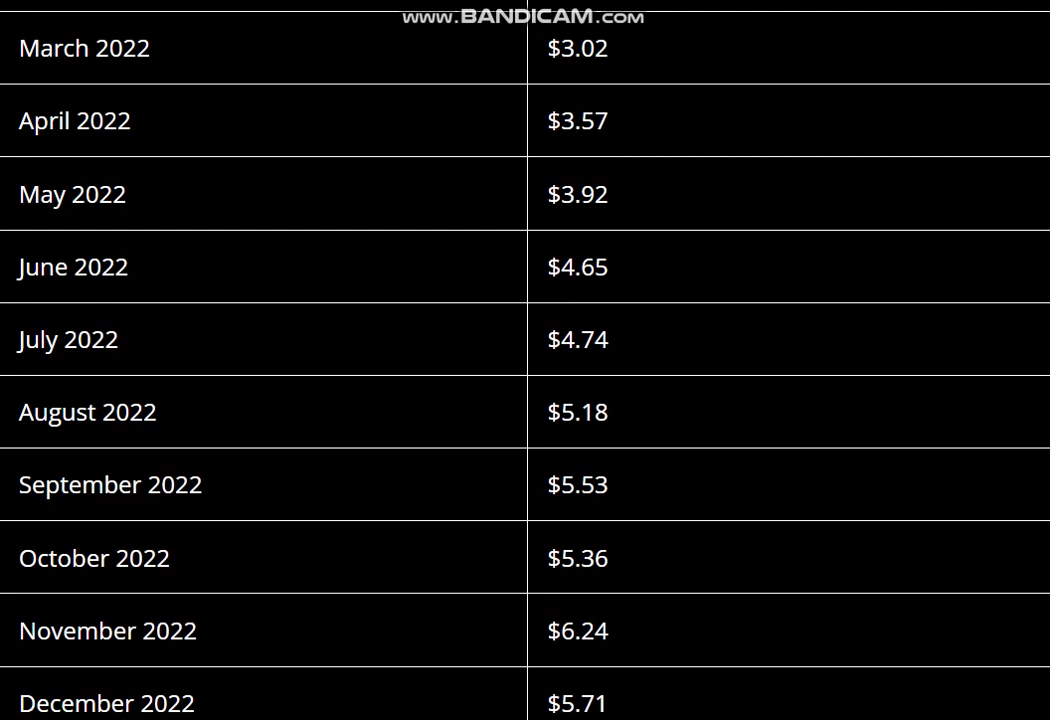 www.BANDICAM.com
March 2022 $3.02
April 2022 $3.57
May 2022 $3.92
June 2022 $4.65
July 2022 $4.74
August 2022 $5.18
September 2022 $5.53
October 2022 $5.36
November 2022 $6.24
December 2022 $5.71